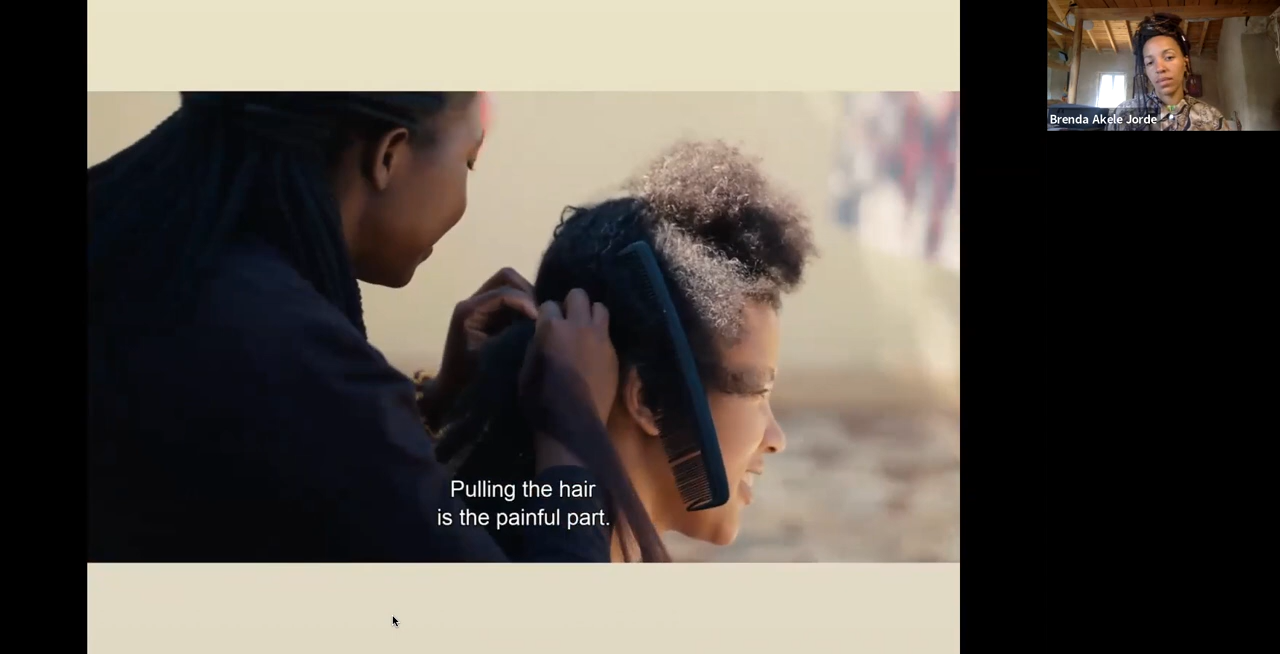 Brenda Akele Jorde
Pulling the hair
is the painful part.